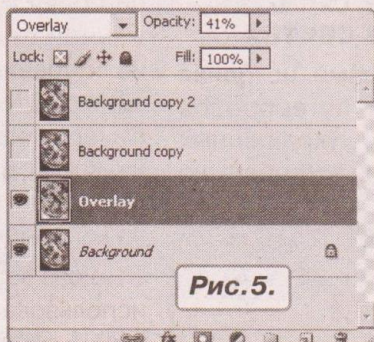 Overlay Opacity: 41%
Lock: Fill: 100%
Background copy 2
Background copy
Overlay
Background
Рис.5.